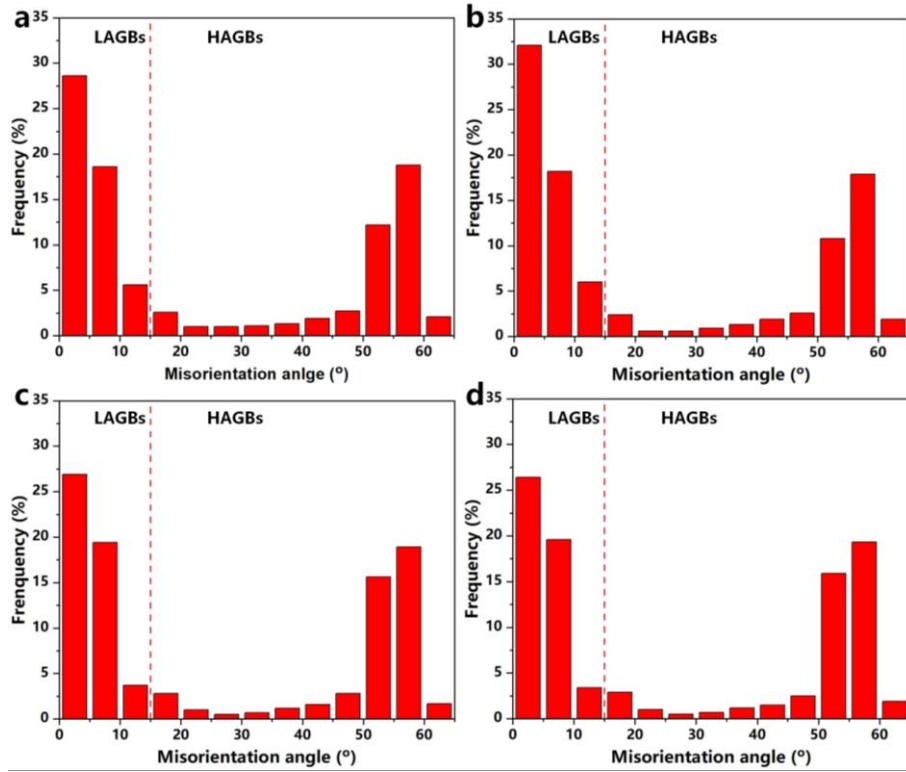 a
LAGBs HAGBs
35
30
25
20
15
10
5
0
Frequency (%)
0 10 20 30 40 50 60
Misorientation anlge (º)
b
LAGBs HAGBs
35
30
25
20
15
10
5
0
Frequency (%)
0 10 20 30 40 50 60
Misorientation angle (º)
c
LAGBs HAGBs
35
30
25
20
15
10
5
0
Frenquency (%)
0 10 20 30 40 50 60
Misorientation angle (º)
d
LAGBs HAGBs
35
30
25
20
15
10
5
0
Frequency (%)
0 10 20 30 40 50 60
Misorientation angle (º)